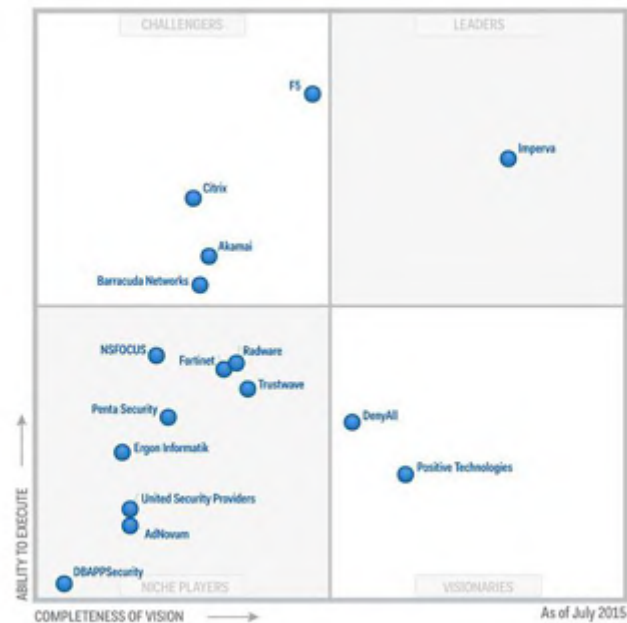 CHALLENGERS
LEADERS
F5
Imperva
Citrix
Akamai
Barracuda Networks
NSFOCUS
Fortinet
Radware
Trustwave
Penta Security
DenyAll
Ergon Informatik
Positive Technologies
United Security Providers
AdNovum
DBAPPSecurity
NICHE PLAYERS
VISIONARIES
ABILITY TO EXECUTE
COMPLETENESS OF VISION
As of July 2015